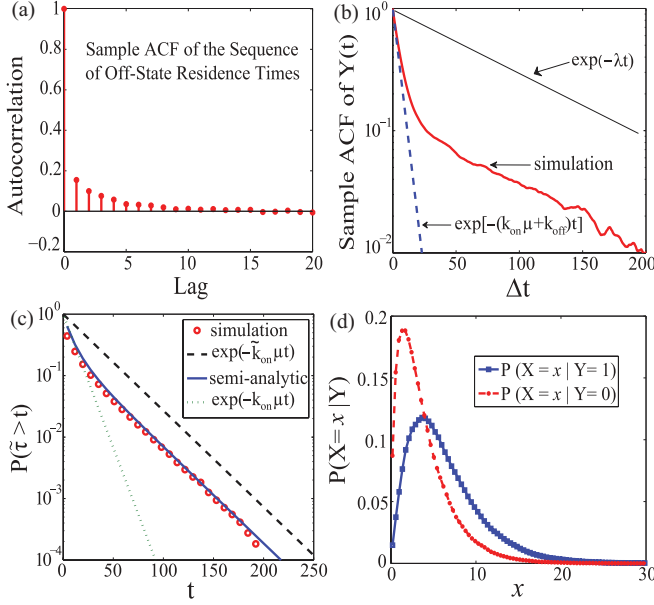 (a)
Sample ACF of the Sequence
of Off-State Residence Times
Autocorrelation
1
0.8
0.6
0.4
0.2
0
−0.2
0 5 10 15 20
Lag
(b)
Sample ACF of Y(t)
10^0
10^-1
10^-2
exp(−λt)
simulation
exp[−(k_on μ+k_off)t]
0 50 100 150 200
Δt
(c)
P(τ̃ > t)
10^0
10^-1
10^-2
10^-3
10^-4
simulation
exp(−k̃_on μt)
semi−analytic
exp(−k_on μt)
0 50 100 150 200 250
t
(d)
P(X= x |Y)
0.2
0.15
0.1
0.05
0
P (X = x | Y= 1)
P (X = x | Y= 0)
0 10 20 30
x